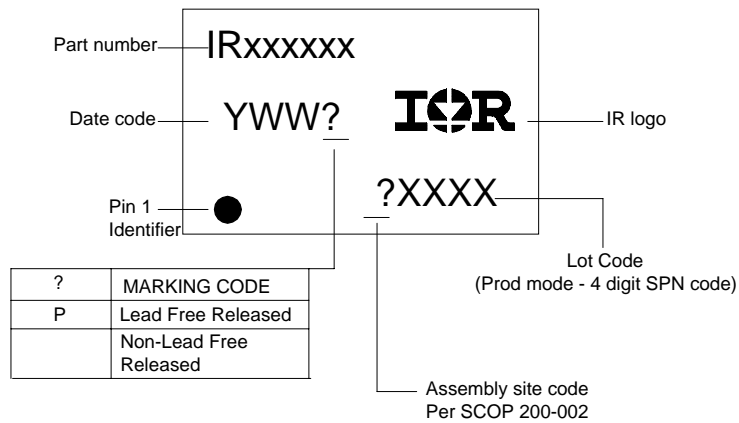 Part number
IRxxxxxx
Date code
YWW?
IOR
IR logo
?XXXX
Pin 1
Identifier
Lot Code
(Prod mode - 4 digit SPN code)
? MARKING CODE
P Lead Free Released
Non-Lead Free
Released
Assembly site code
Per SCOP 200-002